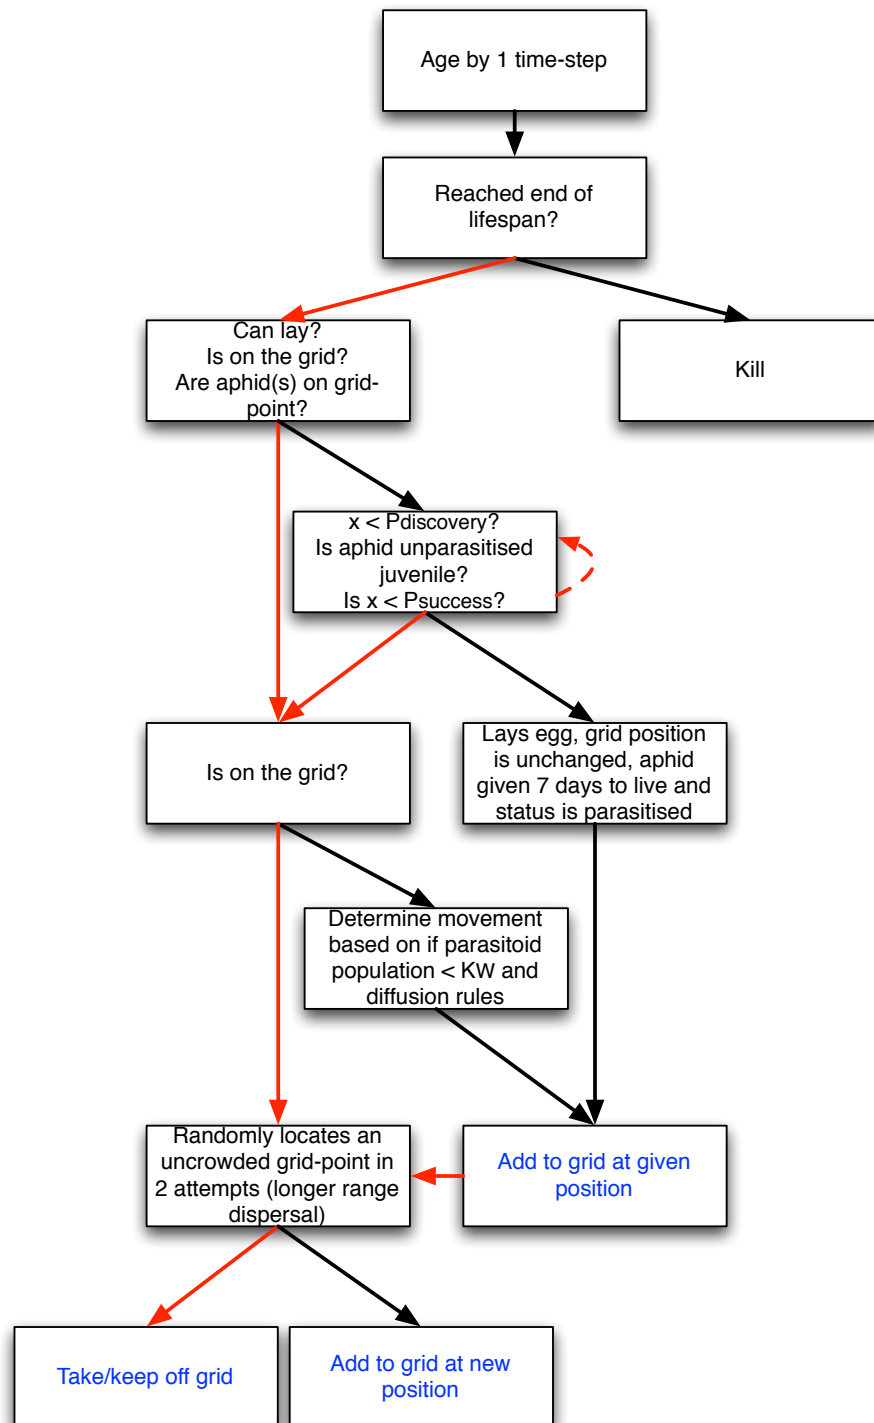 Age by 1 time-step
Reached end of
lifespan?
Can lay?
Is on the grid?
Are aphid(s) on grid-
point?
Kill
x < Pdiscovery?
Is aphid unparasitised
juvenile?
Is x < Psuccess?
Is on the grid?
Lays egg, grid position
is unchanged, aphid
given 7 days to live and
status is parasitised
Determine movement
based on if parasitoid
population < KW and
diffusion rules
Randomly locates an
uncrowded grid-point in
2 attempts (longer range
dispersal)
Add to grid at given
position
Take/keep off grid
Add to grid at new
position